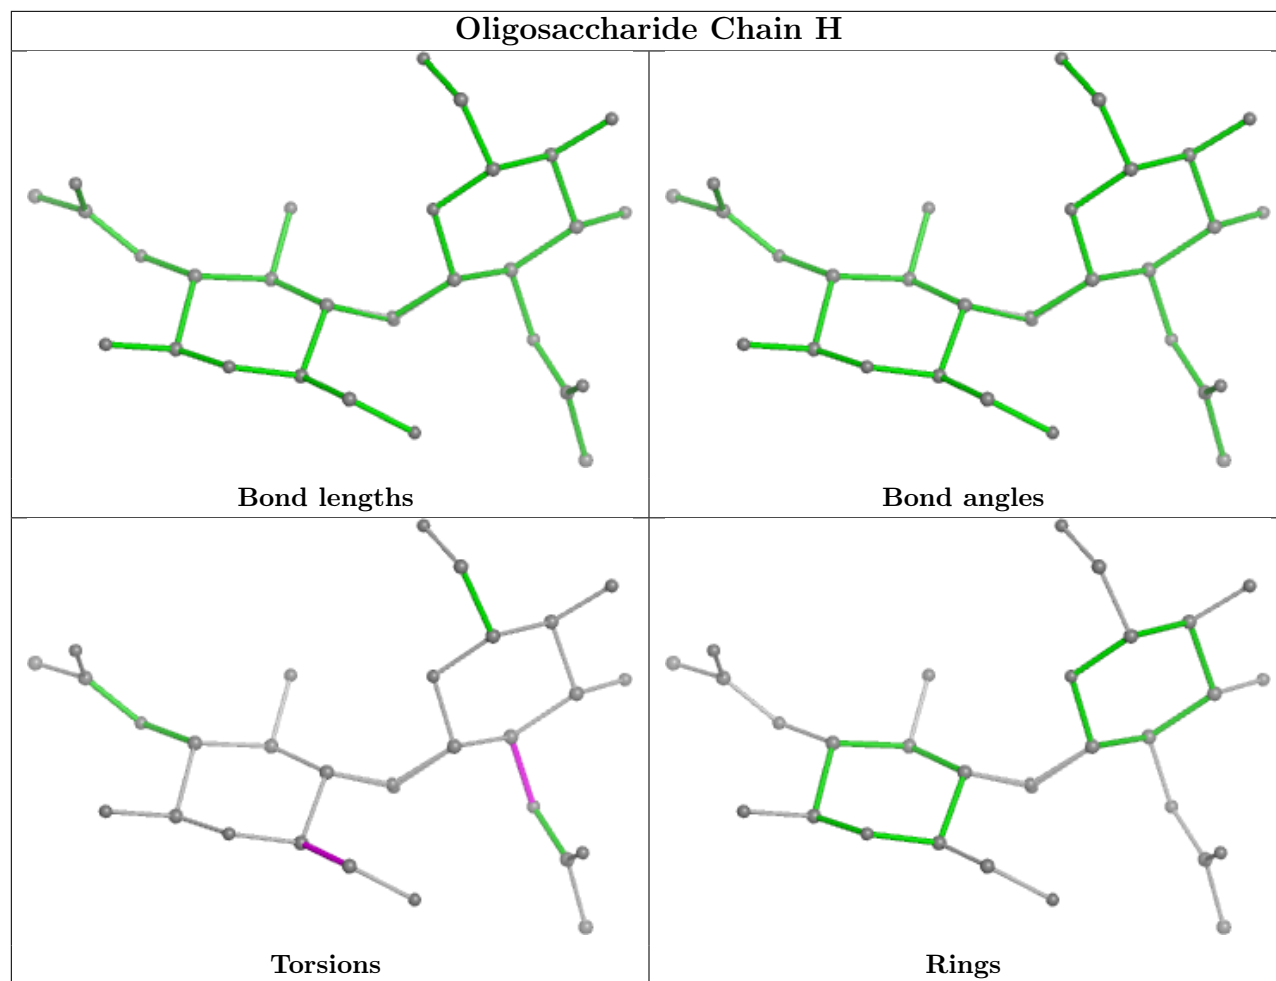 Oligosaccharide Chain H
Bond lengths
Bond angles
Torsions
Rings